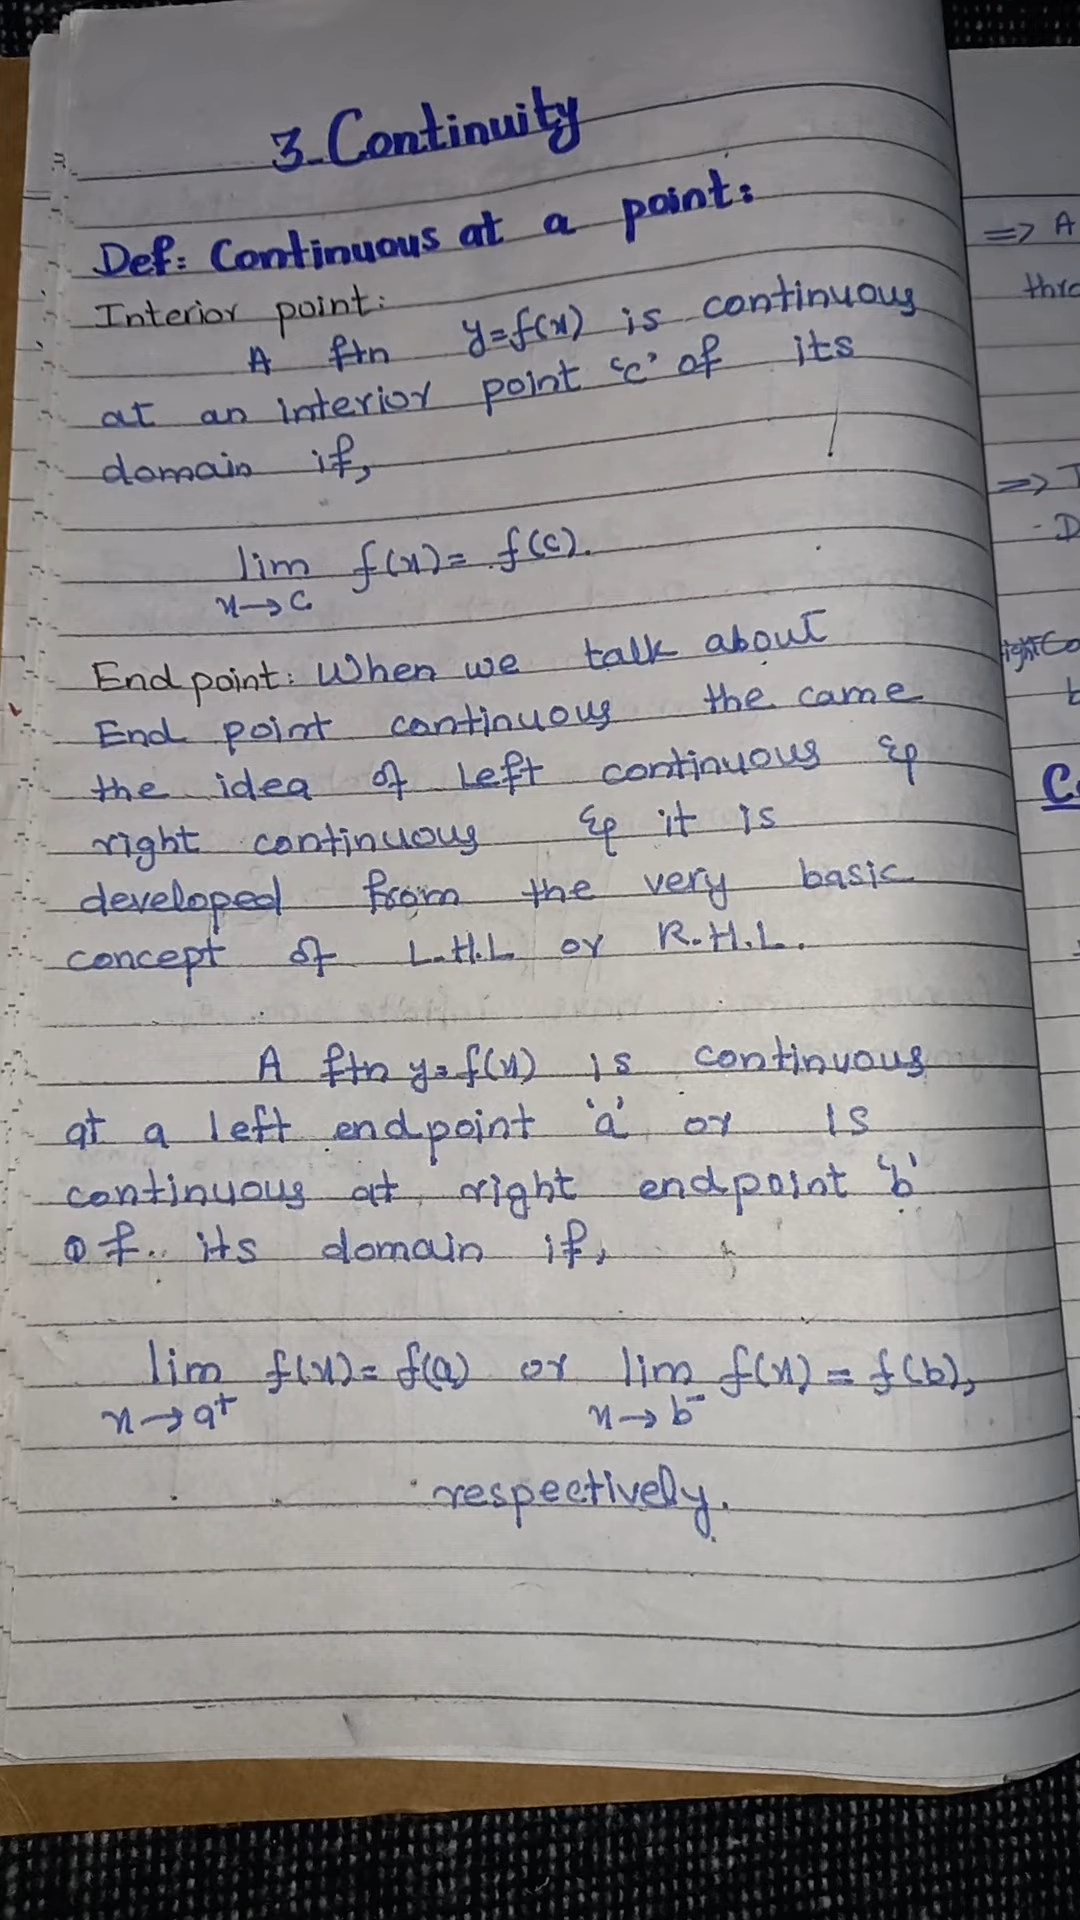 3. Continuity
Def: Continuous at a point:
Interior point:
A ftn y=f(x) is continuous
at an interior point 'c' of its
domain if,
lim f(x) = f(c).
x→c
End point: When we talk about
End point continuous the came
the idea of Left continuous &
right continuous & it is
developed from the very basic
concept of L.H.L or R.H.L.
A ftn y=f(x) is continuous
at a left endpoint 'a' or is
continuous at right endpoint 'b'
of its domain if,
lim f(x) = f(a) or lim f(x) = f(b),
x→a⁺ x→b⁻
respectively.
⇒ A
⇒